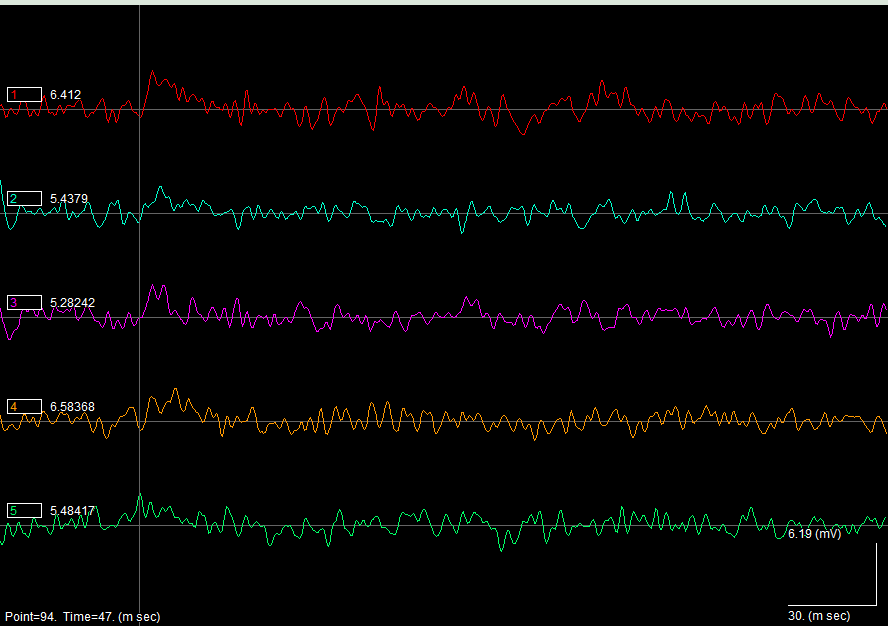 1 6.412
2 5.4379
3 5.28242
4 6.58368
5 5.48417
6.19 (mV)
30. (m sec)
Point=94. Time=47. (m sec)